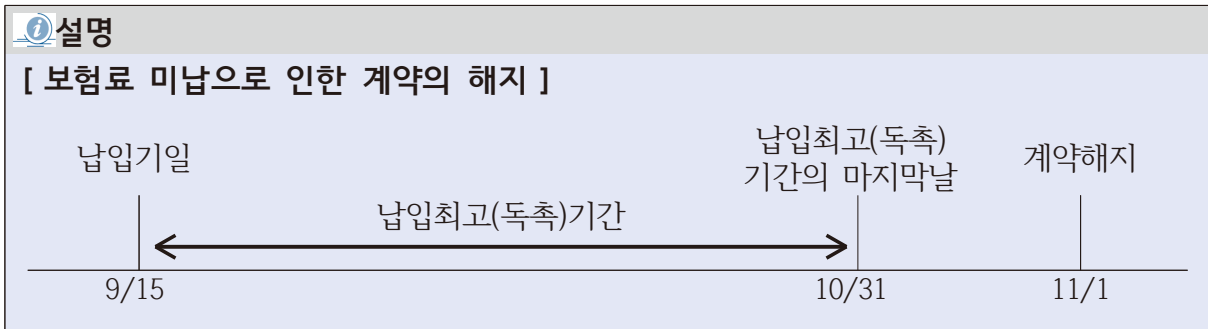 설명
[ 보험료 미납으로 인한 계약의 해지 ]
납입기일
납입최고(독촉)
기간의 마지막날
계약해지
납입최고(독촉)기간
9/15
10/31
11/1